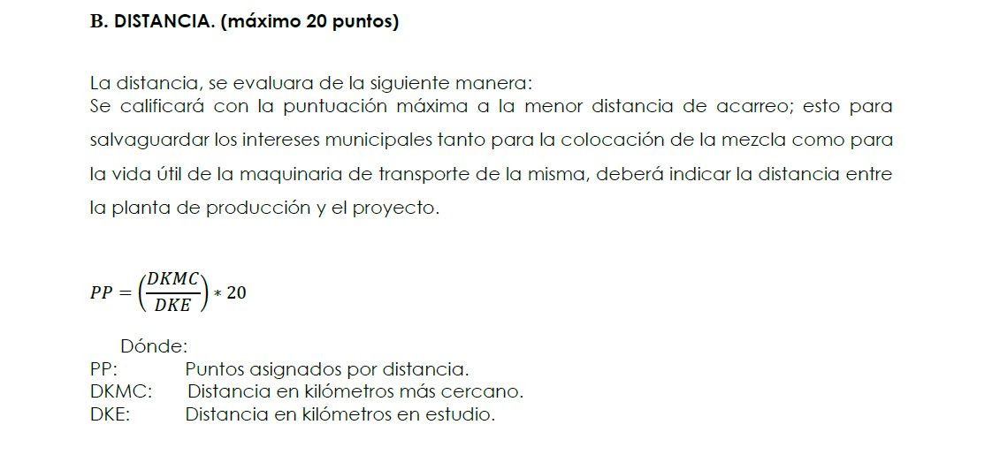 B. DISTANCIA. (máximo 20 puntos)
La distancia, se evaluara de la siguiente manera:
Se calificará con la puntuación máxima a la menor distancia de acarreo; esto para
salvaguardar los intereses municipales tanto para la colocación de la mezcla como para
la vida útil de la maquinaria de transporte de la misma, deberá indicar la distancia entre
la planta de producción y el proyecto.
PP = (DKMC/DKE) * 20
Dónde:
PP: Puntos asignados por distancia.
DKMC: Distancia en kilómetros más cercano.
DKE: Distancia en kilómetros en estudio.